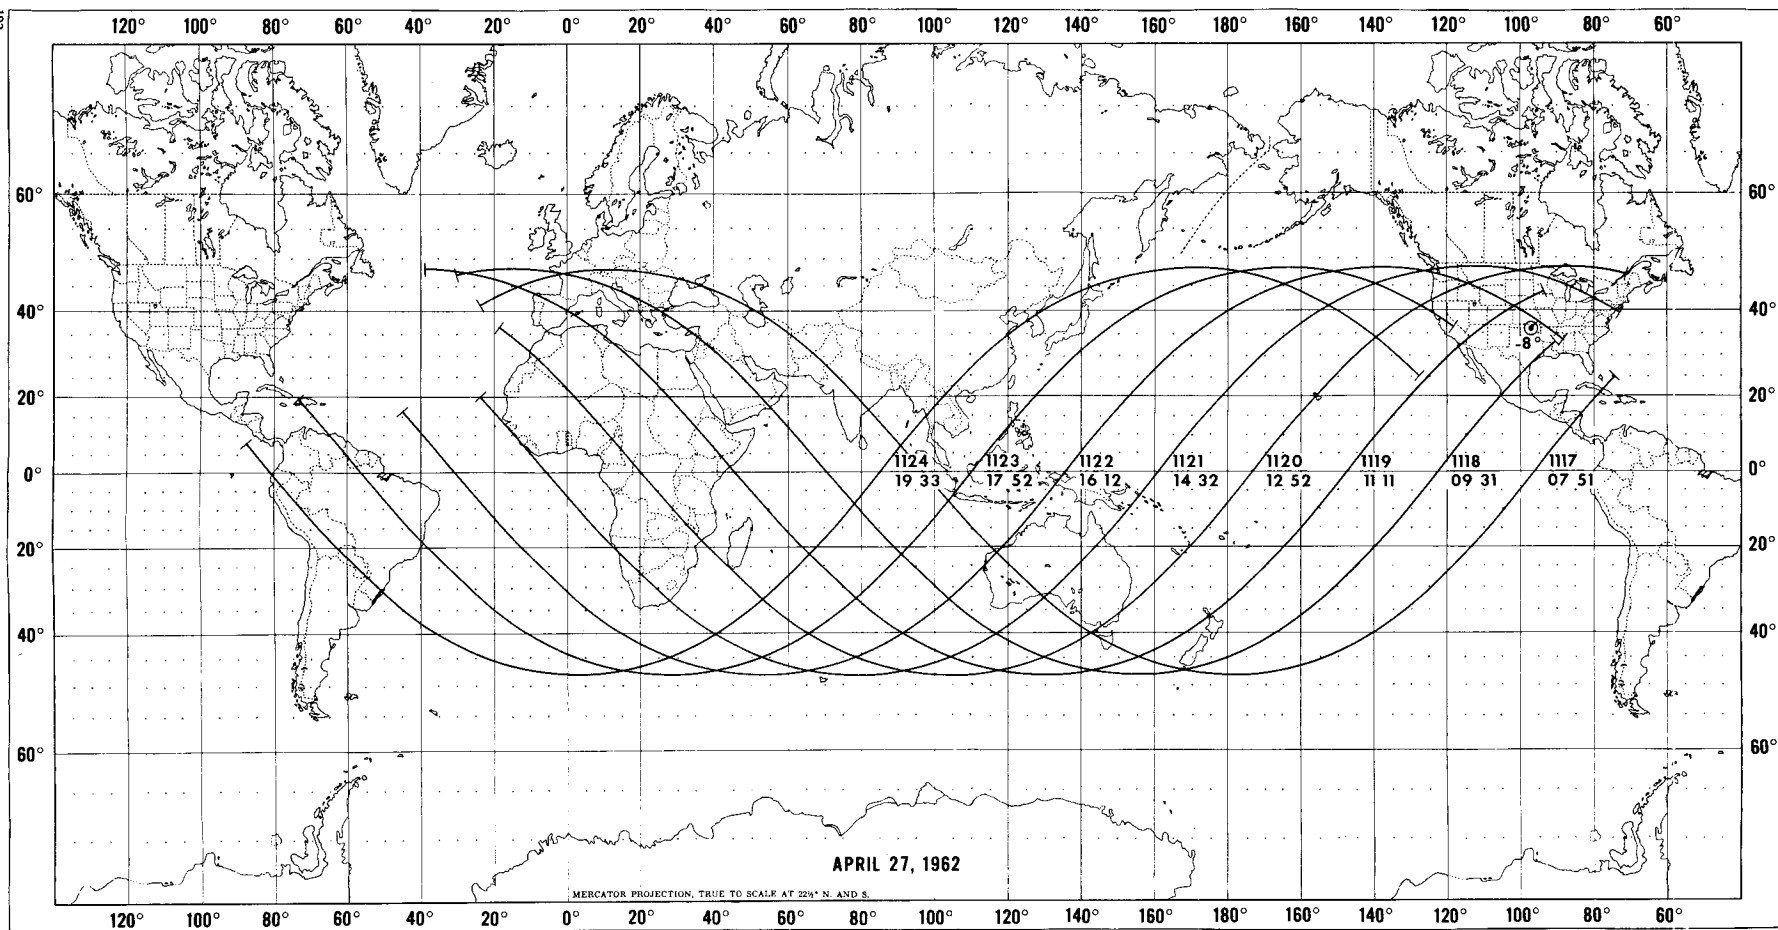 120° 100° 80° 60° 40° 20° 0° 20° 40° 60° 80° 100° 120° 140° 160° 180° 160° 140° 120° 100° 80° 60°
60° 60°
40° 40°
-8°
20° 20°
1124 1123 1122 1121 1120 1119 1118 1117
0° 0°
19 33 17 52 16 12 14 32 12 52 11 11 09 31 07 51
20° 20°
40° 40°
60° 60°
APRIL 27, 1962
MERCATOR PROJECTION, TRUE TO SCALE AT 22½° N. AND S.
120° 100° 80° 60° 40° 20° 0° 20° 40° 60° 80° 100° 120° 140° 160° 180° 160° 140° 120° 100° 80° 60°